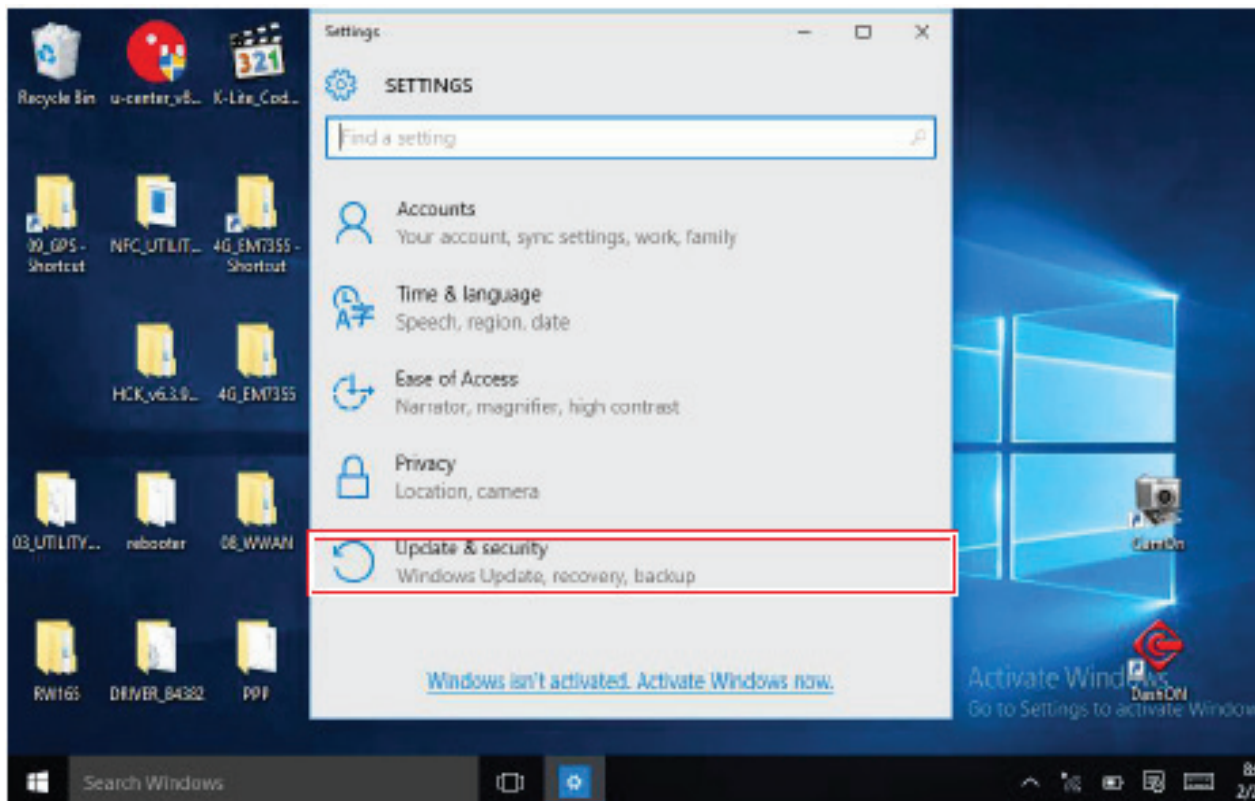 Recycle Bin
u-center_v8...
K-Lite_Cod...
09_GPS -
Shortcut
NFC_UTILIT...
4G_EM7355 -
Shortcut
HCK_v6.3.9...
4G_EM7355
03_UTILITY...
rebooter
08_WWAN
RW165
DRIVER_84382
PPP
Settings
SETTINGS
Find a setting
Accounts
Your account, sync settings, work, family
Time & language
Speech, region, date
Ease of Access
Narrator, magnifier, high contrast
Privacy
Location, camera
Update & security
Windows Update, recovery, backup
Windows isn't activated. Activate Windows now.
DashON
Activate Windows
Go to Settings to activate Window
Search Windows